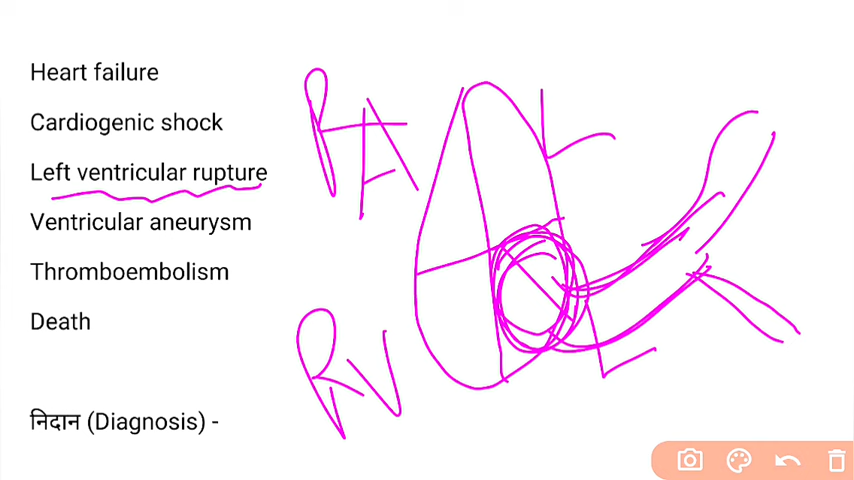 Heart failure
Cardiogenic shock
Left ventricular rupture
Ventricular aneurysm
Thromboembolism
Death
निदान (Diagnosis) -
RA
L
RV
L